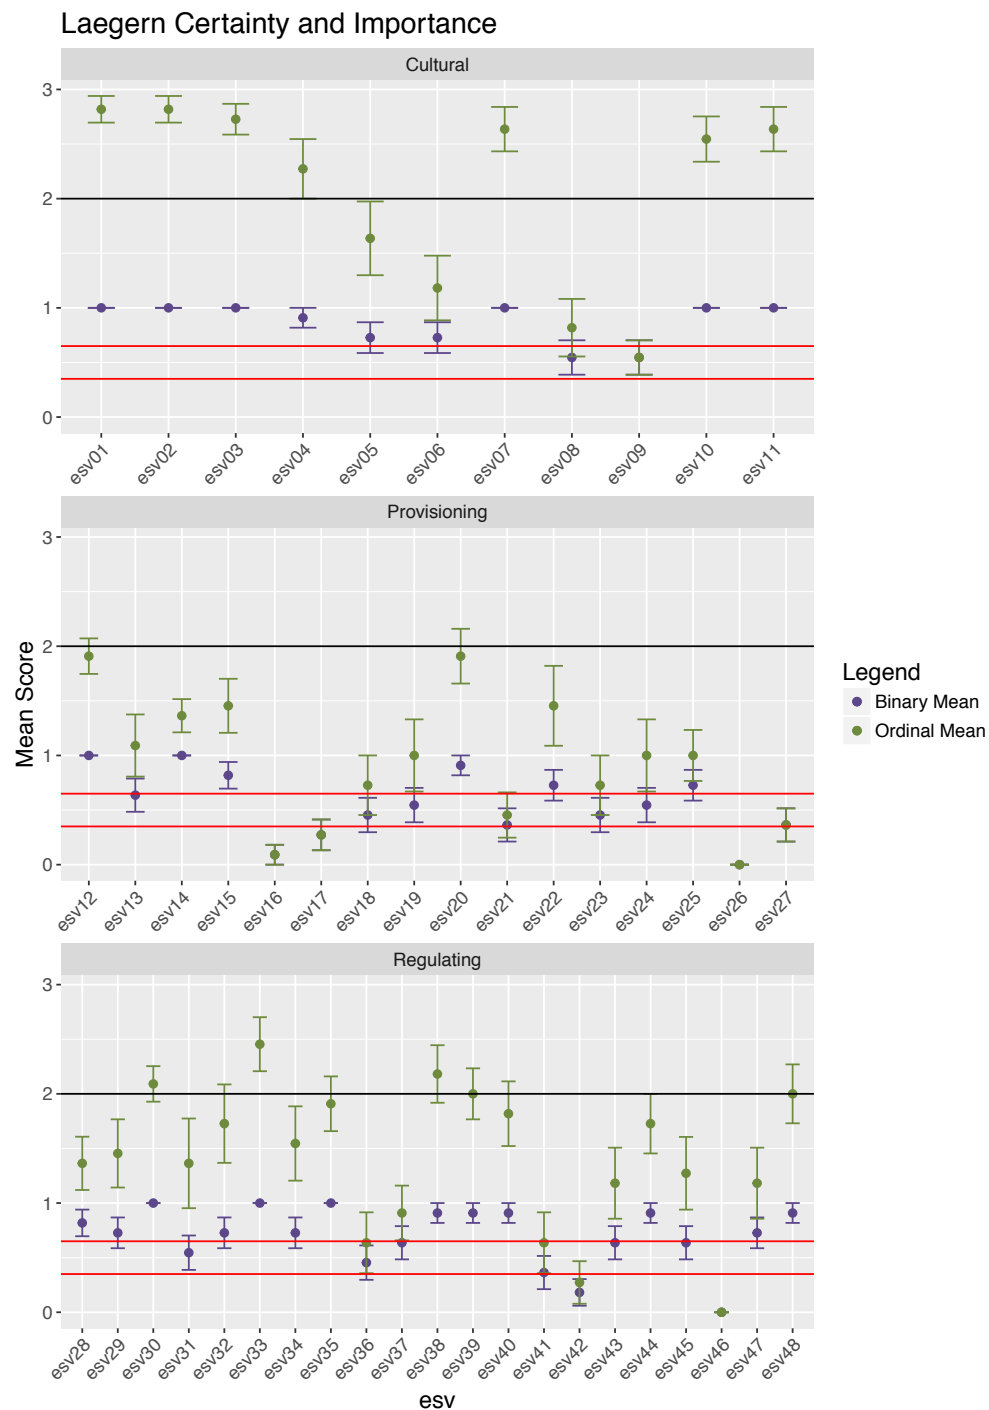 Laegern Certainty and Importance
Cultural
3
2
1
0
esv01 esv02 esv03 esv04 esv05 esv06 esv07 esv08 esv09 esv10 esv11
Provisioning
3
2
1
0
esv12 esv13 esv14 esv15 esv16 esv17 esv18 esv19 esv20 esv21 esv22 esv23 esv24 esv25 esv26 esv27
Regulating
3
2
1
0
esv28 esv29 esv30 esv31 esv32 esv33 esv34 esv35 esv36 esv37 esv38 esv39 esv40 esv41 esv42 esv43 esv44 esv45 esv46 esv47 esv48
esv
Mean Score
Legend
Binary Mean
Ordinal Mean